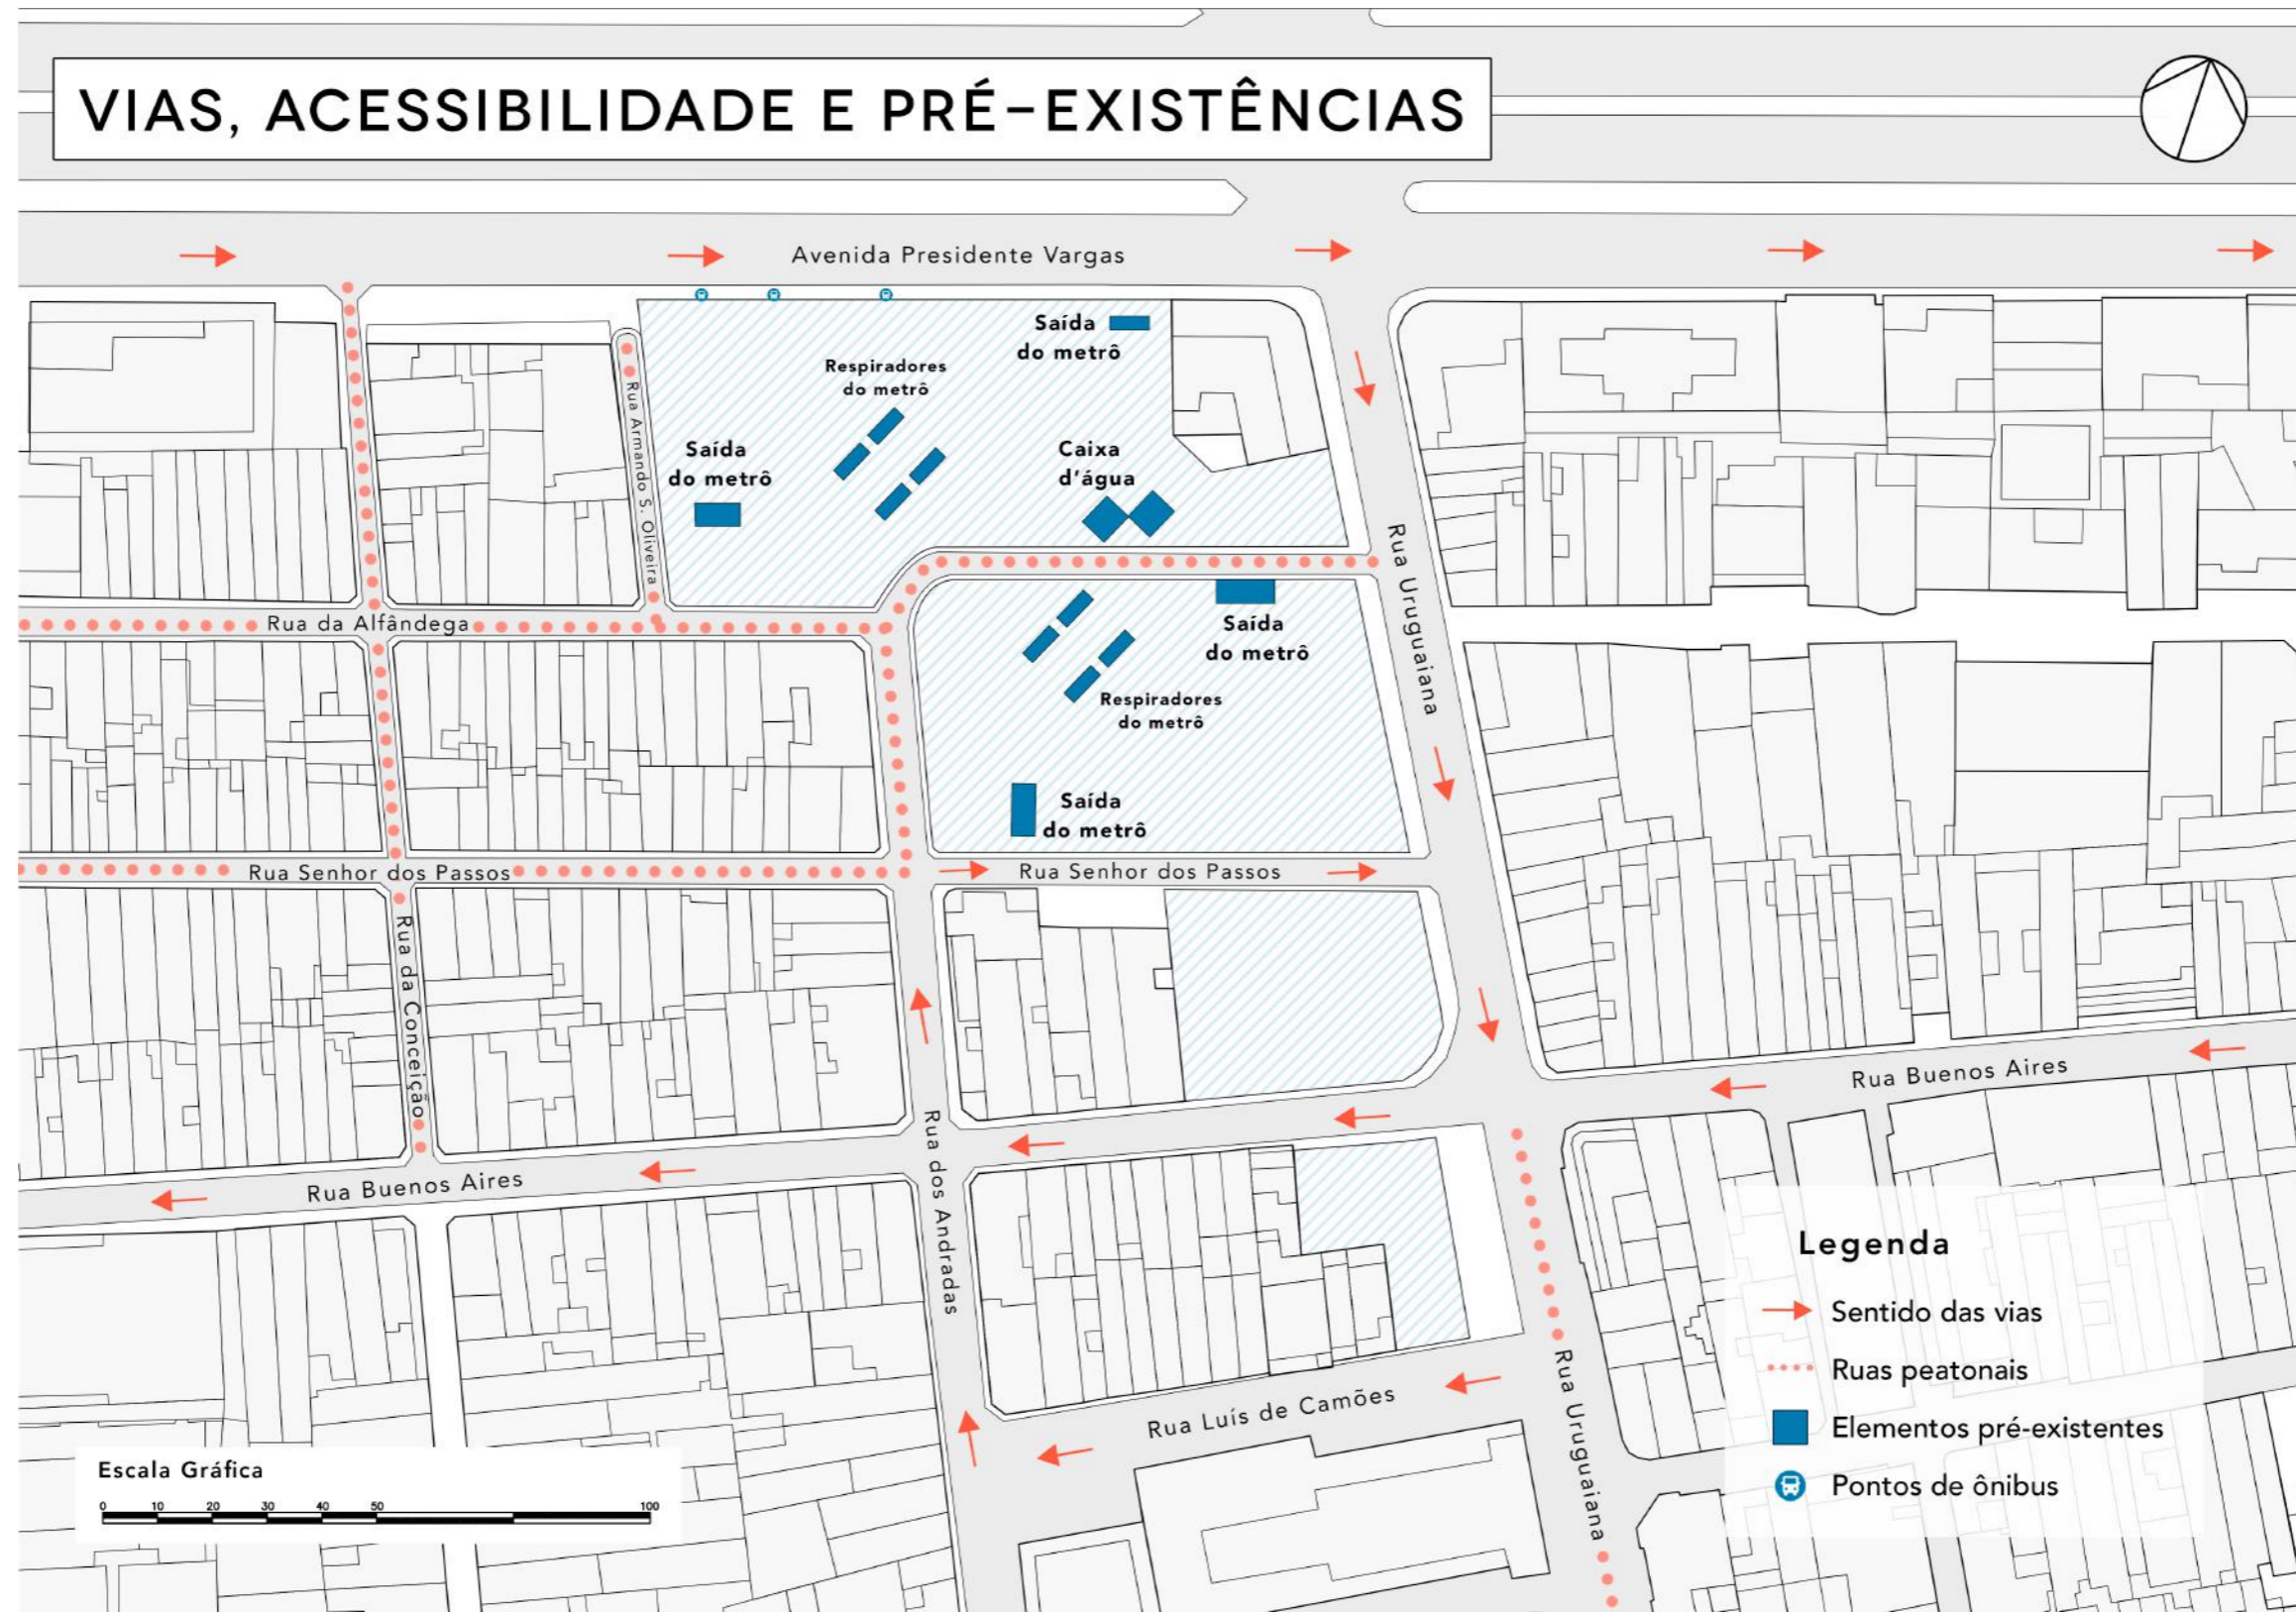 VIAS, ACESSIBILIDADE E PRÉ-EXISTÊNCIAS
Avenida Presidente Vargas
Saída
do metrô
Respiradores
do metrô
Rua Armando S. Oliveira
Saída
do metrô
Caixa
d'água
Rua Uruguaiana
Rua da Alfândega
Saída
do metrô
Respiradores
do metrô
Saída
do metrô
Rua Senhor dos Passos
Rua Senhor dos Passos
Rua da Conceição
Rua Buenos Aires
Rua dos Andradas
Rua Buenos Aires
Rua Luís de Camões
Rua Uruguaiana
Legenda
Sentido das vias
Ruas peatonais
Elementos pré-existentes
Pontos de ônibus
Escala Gráfica
0 10 20 30 40 50 100